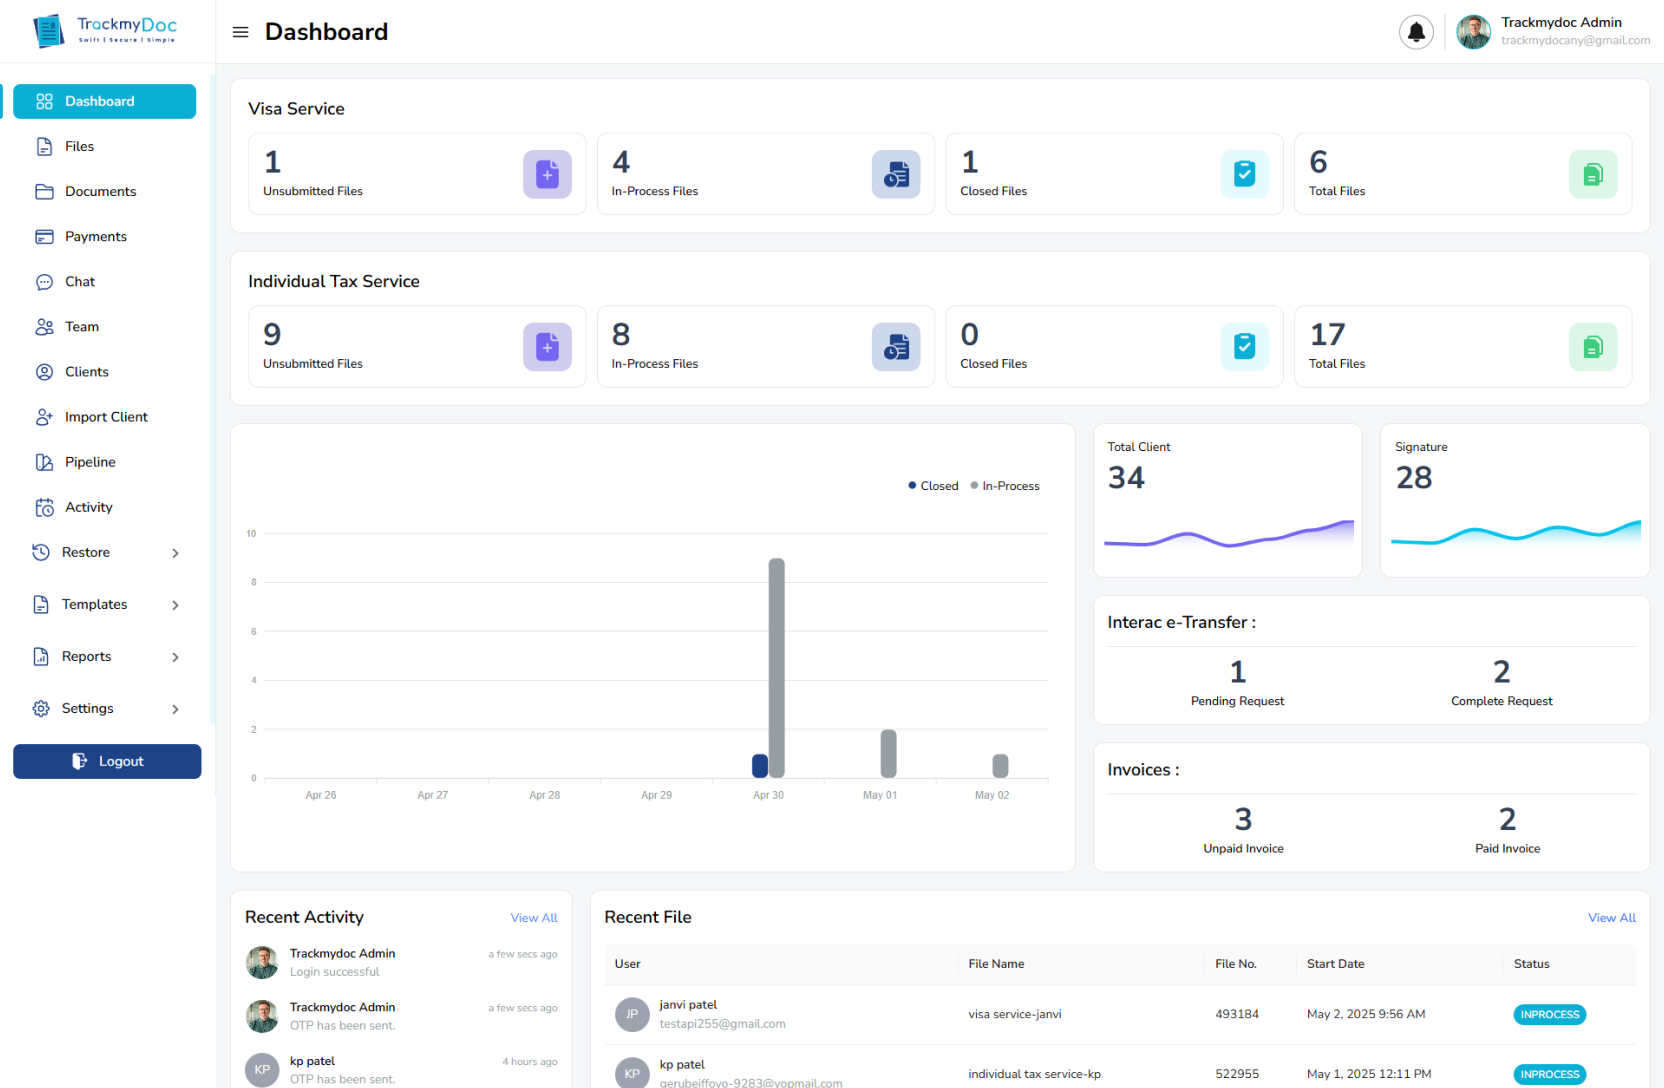 TrackmyDoc
Swift | Secure | Simple
Dashboard
Trackmydoc Admin
trackmydocany@gmail.com
Dashboard
Files
Documents
Payments
Chat
Team
Clients
Import Client
Pipeline
Activity
Restore
Templates
Reports
Settings
Logout
Visa Service
1
Unsubmitted Files
4
In-Process Files
1
Closed Files
6
Total Files
Individual Tax Service
9
Unsubmitted Files
8
In-Process Files
0
Closed Files
17
Total Files
Closed In-Process
10
8
6
4
2
0
Apr 26 Apr 27 Apr 28 Apr 29 Apr 30 May 01 May 02
Total Client
34
Signature
28
Interac e-Transfer :
1
Pending Request
2
Complete Request
Invoices :
3
Unpaid Invoice
2
Paid Invoice
Recent Activity View All
Trackmydoc Admin a few secs ago
Login successful
Trackmydoc Admin a few secs ago
OTP has been sent.
KP
kp patel 4 hours ago
OTP has been sent.
Recent File View All
User File Name File No. Start Date Status
JP
janvi patel
testapi255@gmail.com
visa service-janvi 493184 May 2, 2025 9:56 AM INPROCESS
KP
kp patel
gerubeiffovo-9283@yopmail.com
individual tax service-kp 522955 May 1, 2025 12:11 PM INPROCESS